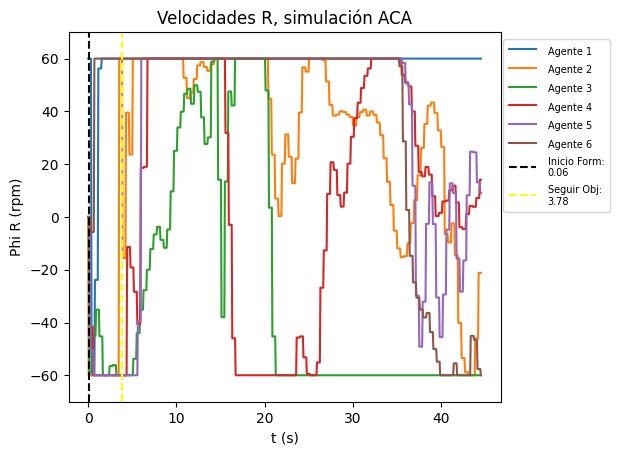 Velocidades R, simulación ACA
Phi R (rpm)
60
40
20
0
−20
−40
−60
0
10
20
30
40
t (s)
Agente 1
Agente 2
Agente 3
Agente 4
Agente 5
Agente 6
Inicio Form:
0.06
Seguir Obj:
3.78